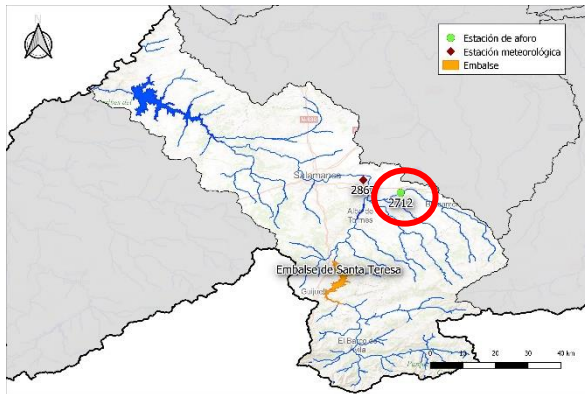 N
Estación de aforo
Estación meteorológica
Embalse
Salamanca
2867
2712
Alba de
Tormes
Embalse de Santa Teresa
Guijuelo
El Barco de
Ávila
0 10 20 30 40 km